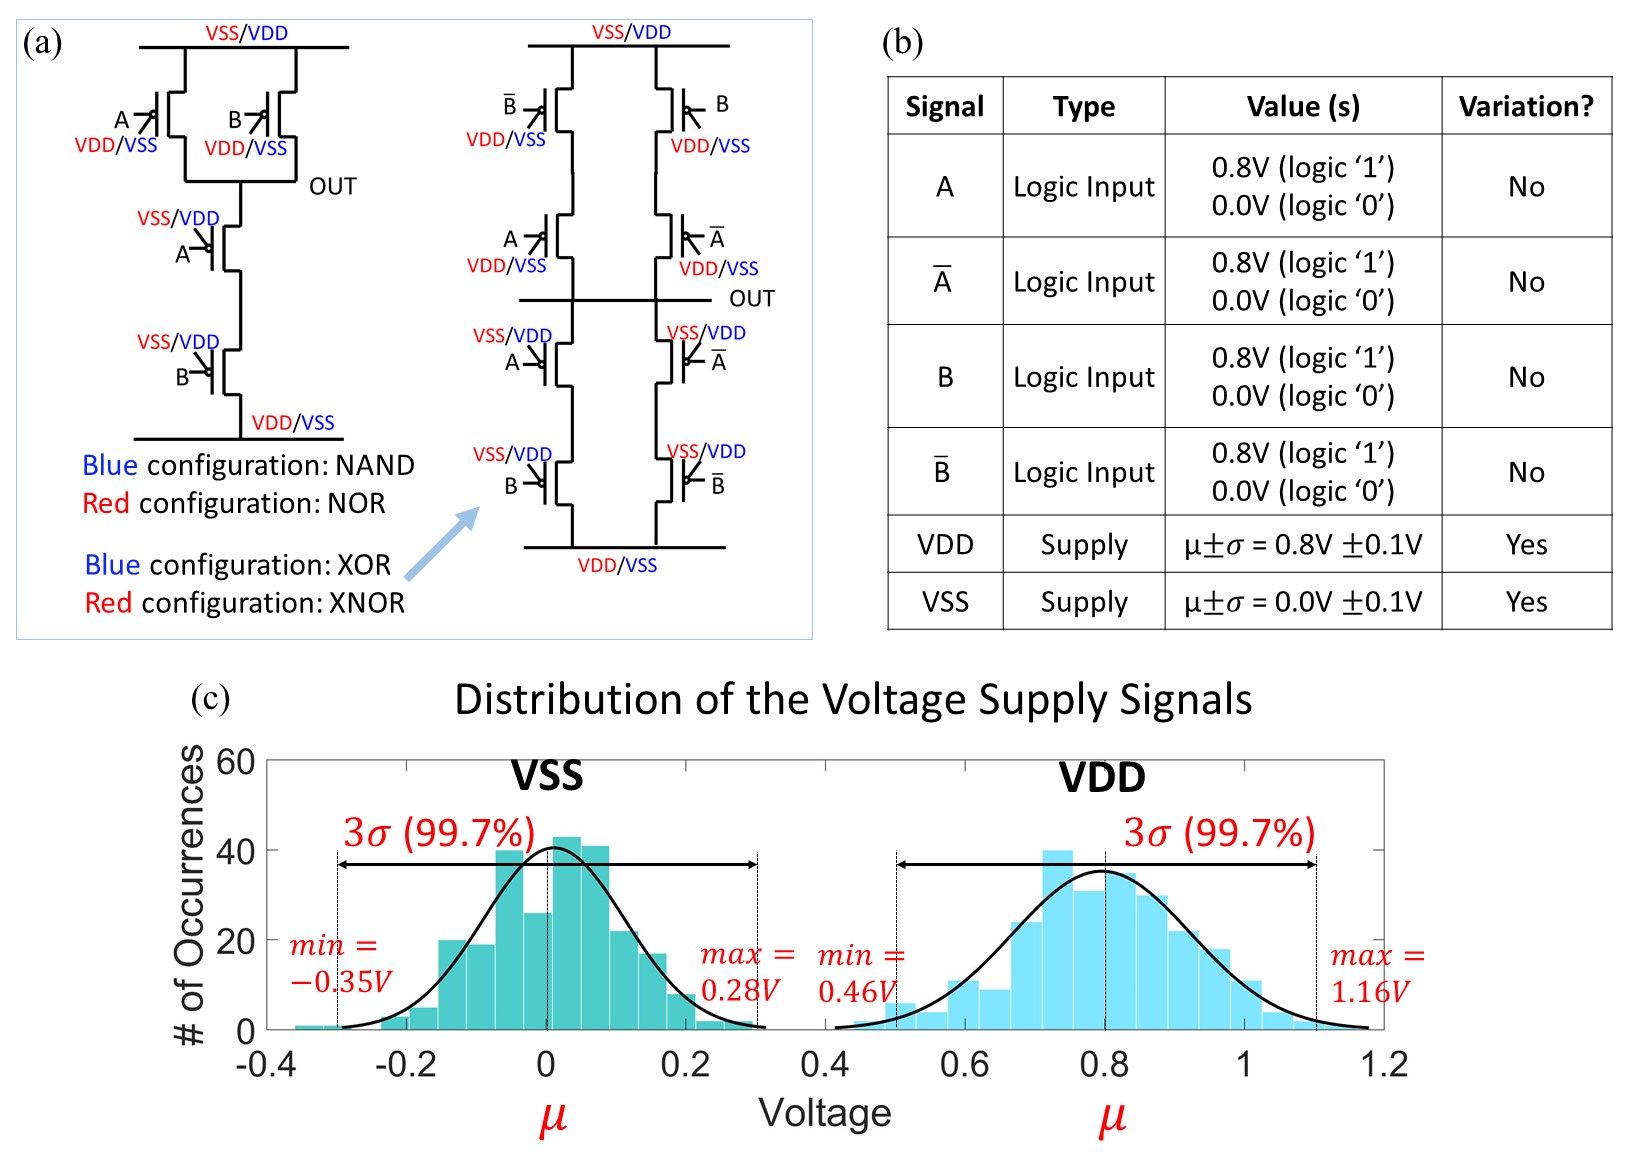 (a)
VSS/VDD
A
VDD/VSS
B
VDD/VSS
OUT
VSS/VDD
A
VSS/VDD
B
VDD/VSS
Blue configuration: NAND
Red configuration: NOR
Blue configuration: XOR
Red configuration: XNOR
VSS/VDD
B̅
VDD/VSS
B
VDD/VSS
A
VDD/VSS
A̅
VDD/VSS
OUT
VSS/VDD
A
VSS/VDD
A̅
VSS/VDD
B
VSS/VDD
B̅
VDD/VSS
(b)
Signal Type Value (s) Variation?
A Logic Input 0.8V (logic ‘1’) No
0.0V (logic ‘0’)
A̅ Logic Input 0.8V (logic ‘1’) No
0.0V (logic ‘0’)
B Logic Input 0.8V (logic ‘1’) No
0.0V (logic ‘0’)
B̅ Logic Input 0.8V (logic ‘1’) No
0.0V (logic ‘0’)
VDD Supply μ±σ = 0.8V ±0.1V Yes
VSS Supply μ±σ = 0.0V ±0.1V Yes
(c)
Distribution of the Voltage Supply Signals
# of Occurrences
60
40
20
0
VSS
VDD
3σ (99.7%)
3σ (99.7%)
min =
−0.35V
max =
0.28V
min =
0.46V
max =
1.16V
-0.4 -0.2 0 0.2 0.4 0.6 0.8 1 1.2
μ
Voltage
μ